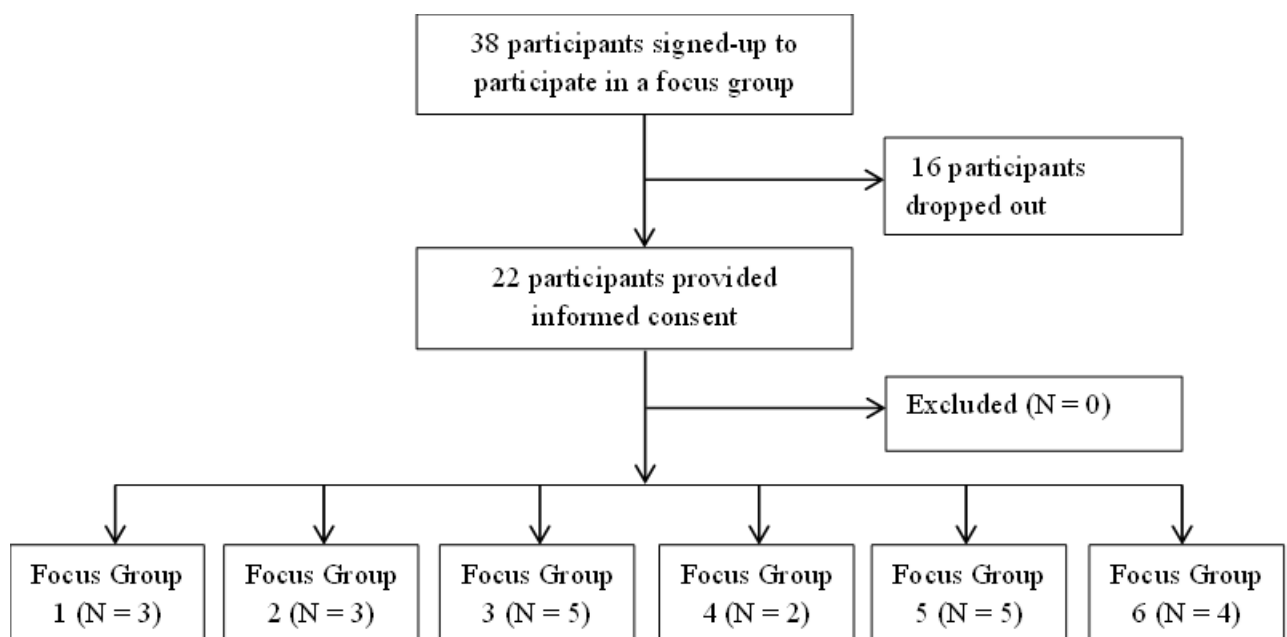 38 participants signed-up to
participate in a focus group
16 participants
dropped out
22 participants provided
informed consent
Excluded (N = 0)
Focus Group
1 (N = 3)
Focus Group
2 (N = 3)
Focus Group
3 (N = 5)
Focus Group
4 (N = 2)
Focus Group
5 (N = 5)
Focus Group
6 (N = 4)